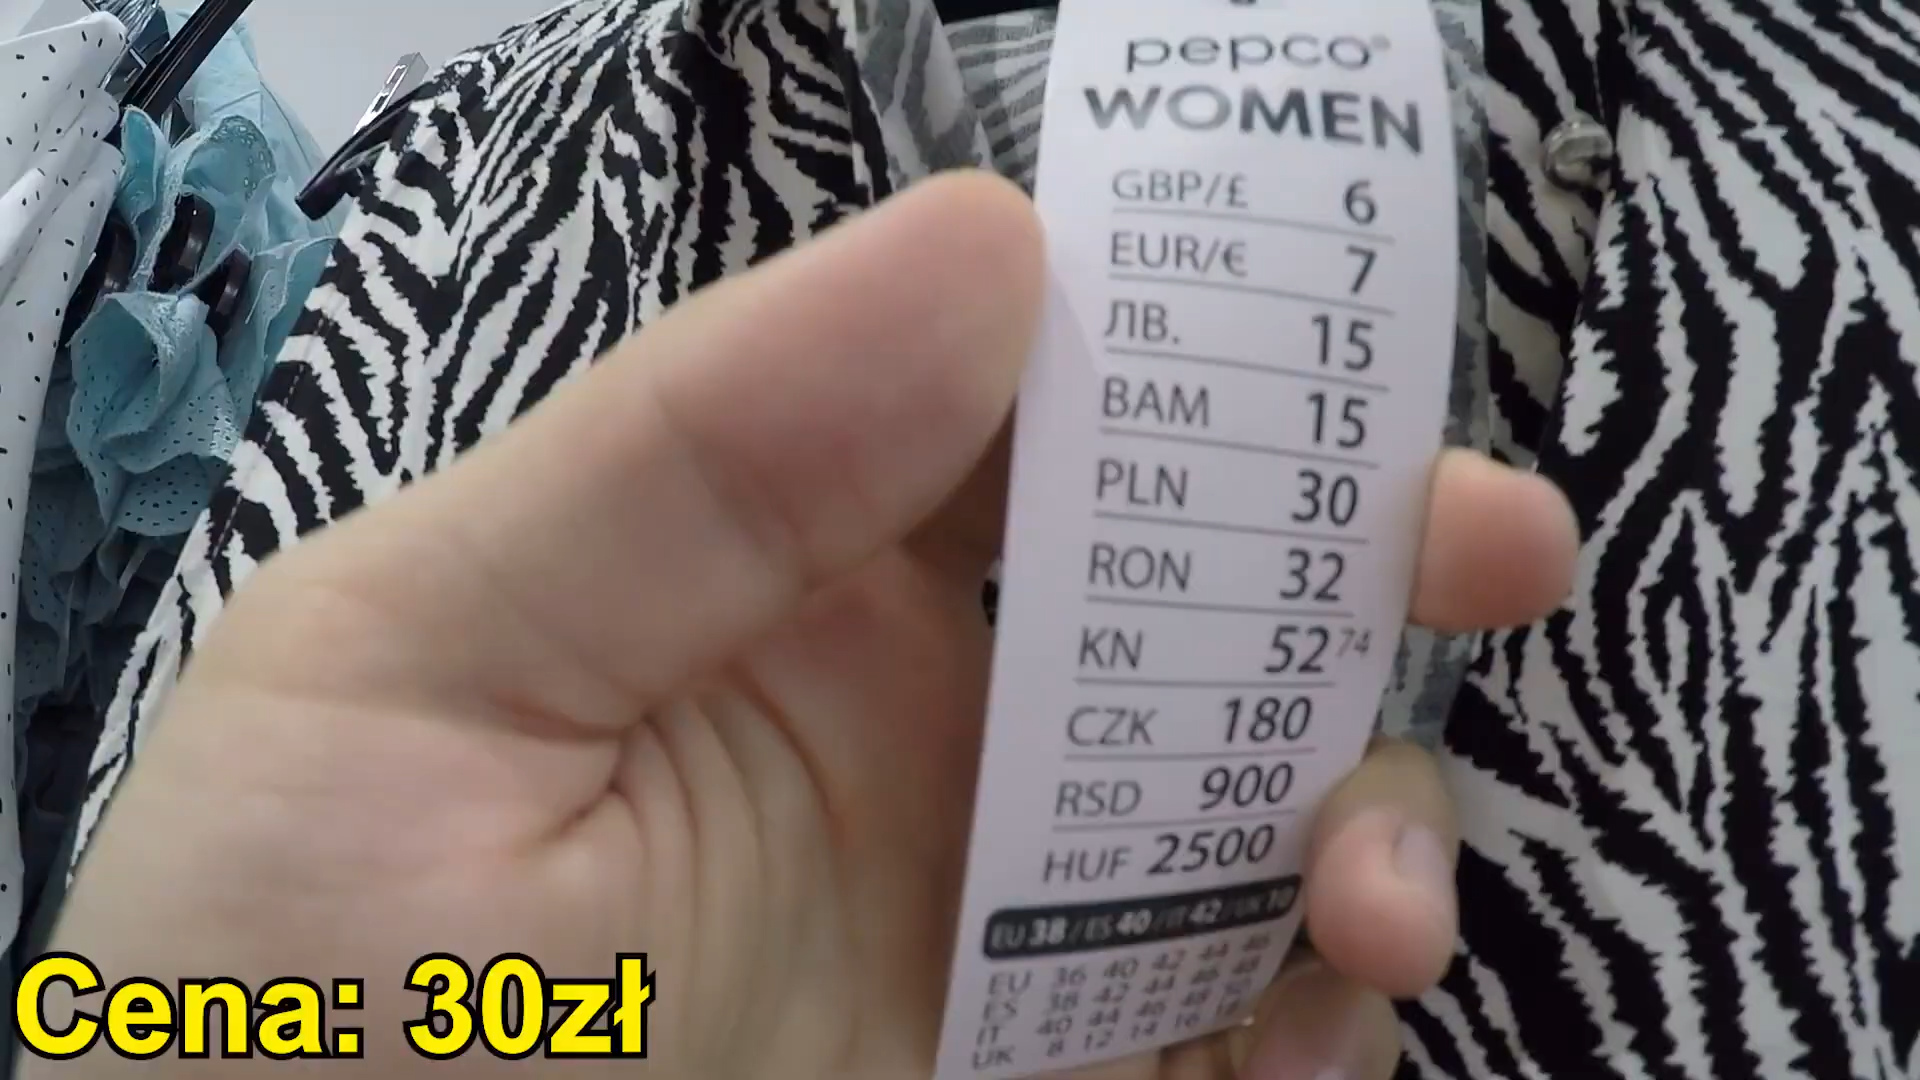 pepco®
WOMEN
GBP/£ 6
EUR/€ 7
ЛВ. 15
BAM 15
PLN 30
RON 32
KN 52 74
CZK 180
RSD 900
HUF 2500
EU 38 / ES 40 / IT 42 / UK 10
EU 36 40 42 44 46
ES 38 42 44 46 48
IT 40 44 46 48 50
UK 8 12 14 16 18
Cena: 30zł